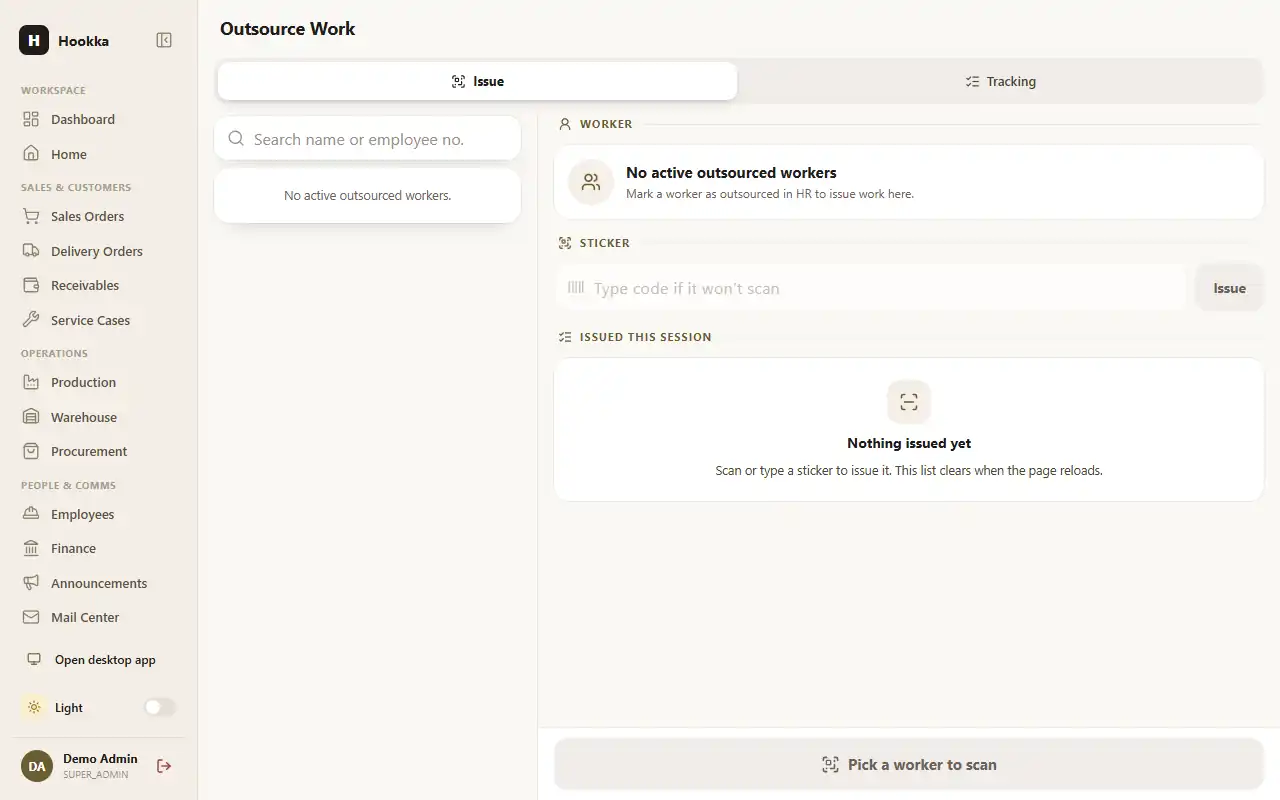 H Hookka
WORKSPACE
Dashboard
Home
SALES & CUSTOMERS
Sales Orders
Delivery Orders
Receivables
Service Cases
OPERATIONS
Production
Warehouse
Procurement
PEOPLE & COMMS
Employees
Finance
Announcements
Mail Center
Open desktop app
Light
DA Demo Admin
SUPER_ADMIN
Outsource Work
Issue
Tracking
Search name or employee no.
No active outsourced workers.
WORKER
No active outsourced workers
Mark a worker as outsourced in HR to issue work here.
STICKER
Type code if it won't scan
Issue
ISSUED THIS SESSION
Nothing issued yet
Scan or type a sticker to issue it. This list clears when the page reloads.
Pick a worker to scan